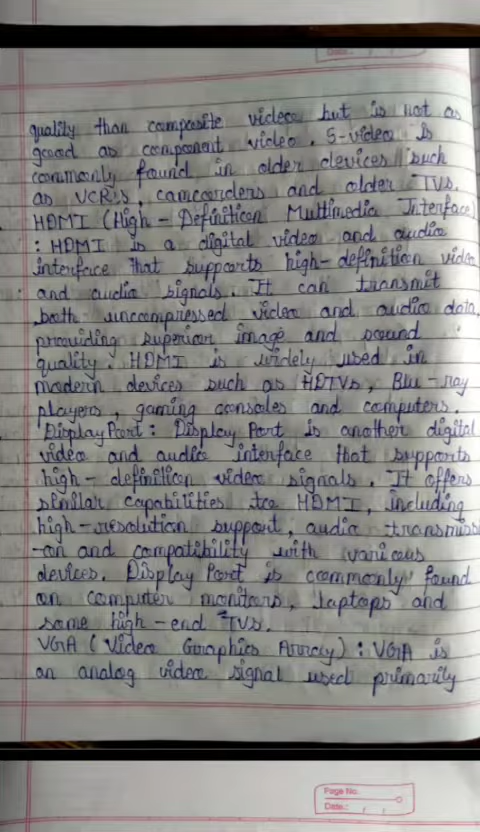 Date:
quality than composite video but is not as
good as component video. S-video is
commonly found in older devices such
as VCR's, camcorders and older TVs.
HDMI (High-Definition Multimedia Interface)
: HDMI is a digital video and audio
interface that supports high-definition video
and audio signals. It can transmit
both uncompressed video and audio data,
providing superior image and sound
quality. HDMI is widely used in
modern devices such as HDTVs, Blu-ray
players, gaming consoles and computers.
DisplayPort: DisplayPort is another digital
video and audio interface that supports
high-definition video signals. It offers
similar capabilities to HDMI, including
high-resolution support, audio transmissi
-on and compatibility with various
devices. DisplayPort is commonly found
on computer monitors, laptops and
some high-end TVs.
VGA (Video Graphics Array): VGA is
an analog video signal used primarily
Page No.
Date: